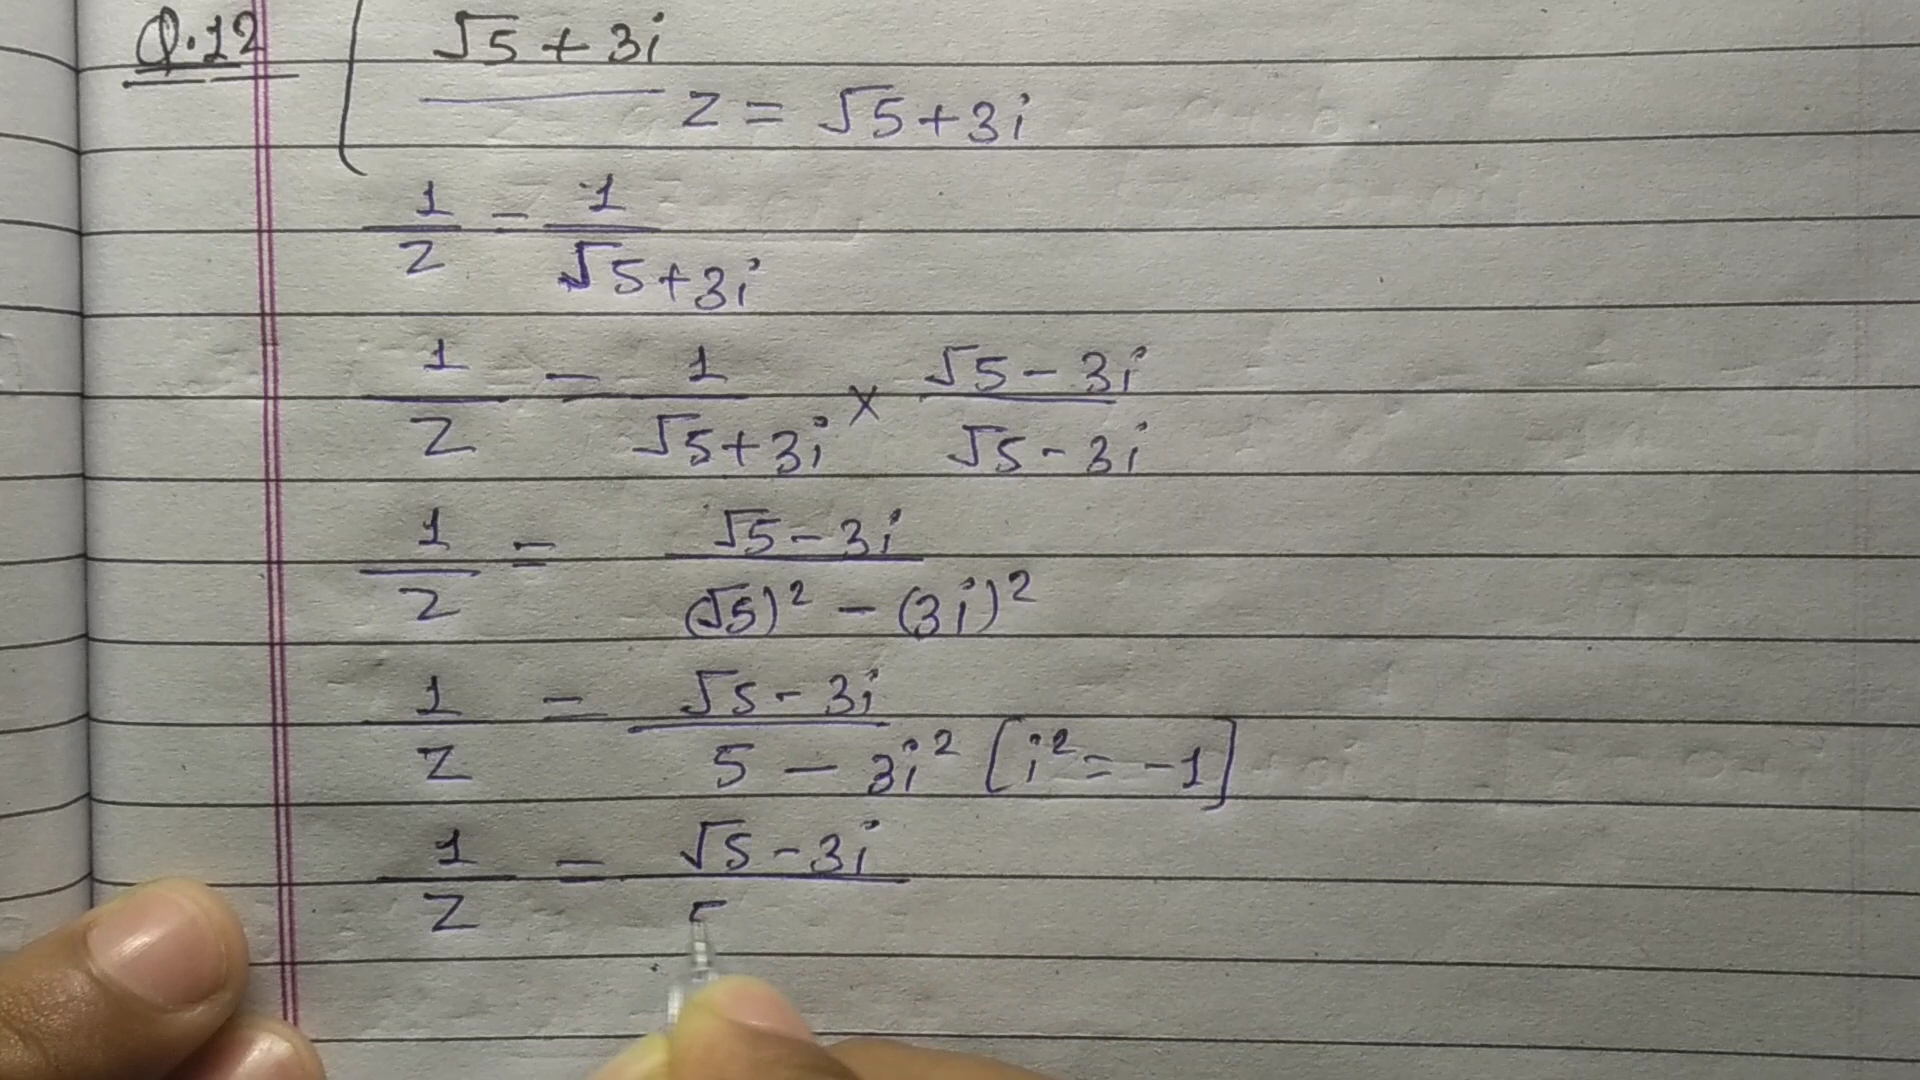 Q.12 √5 + 3i
z = √5 + 3i
1/z = 1/√5 + 3i
1/z = 1/√5 + 3i × √5 - 3i/√5 - 3i
1/z = √5 - 3i/(√5)² - (3i)²
1/z = √5 - 3i/5 - 3i² [i² = -1]
1/z = √5 - 3i/